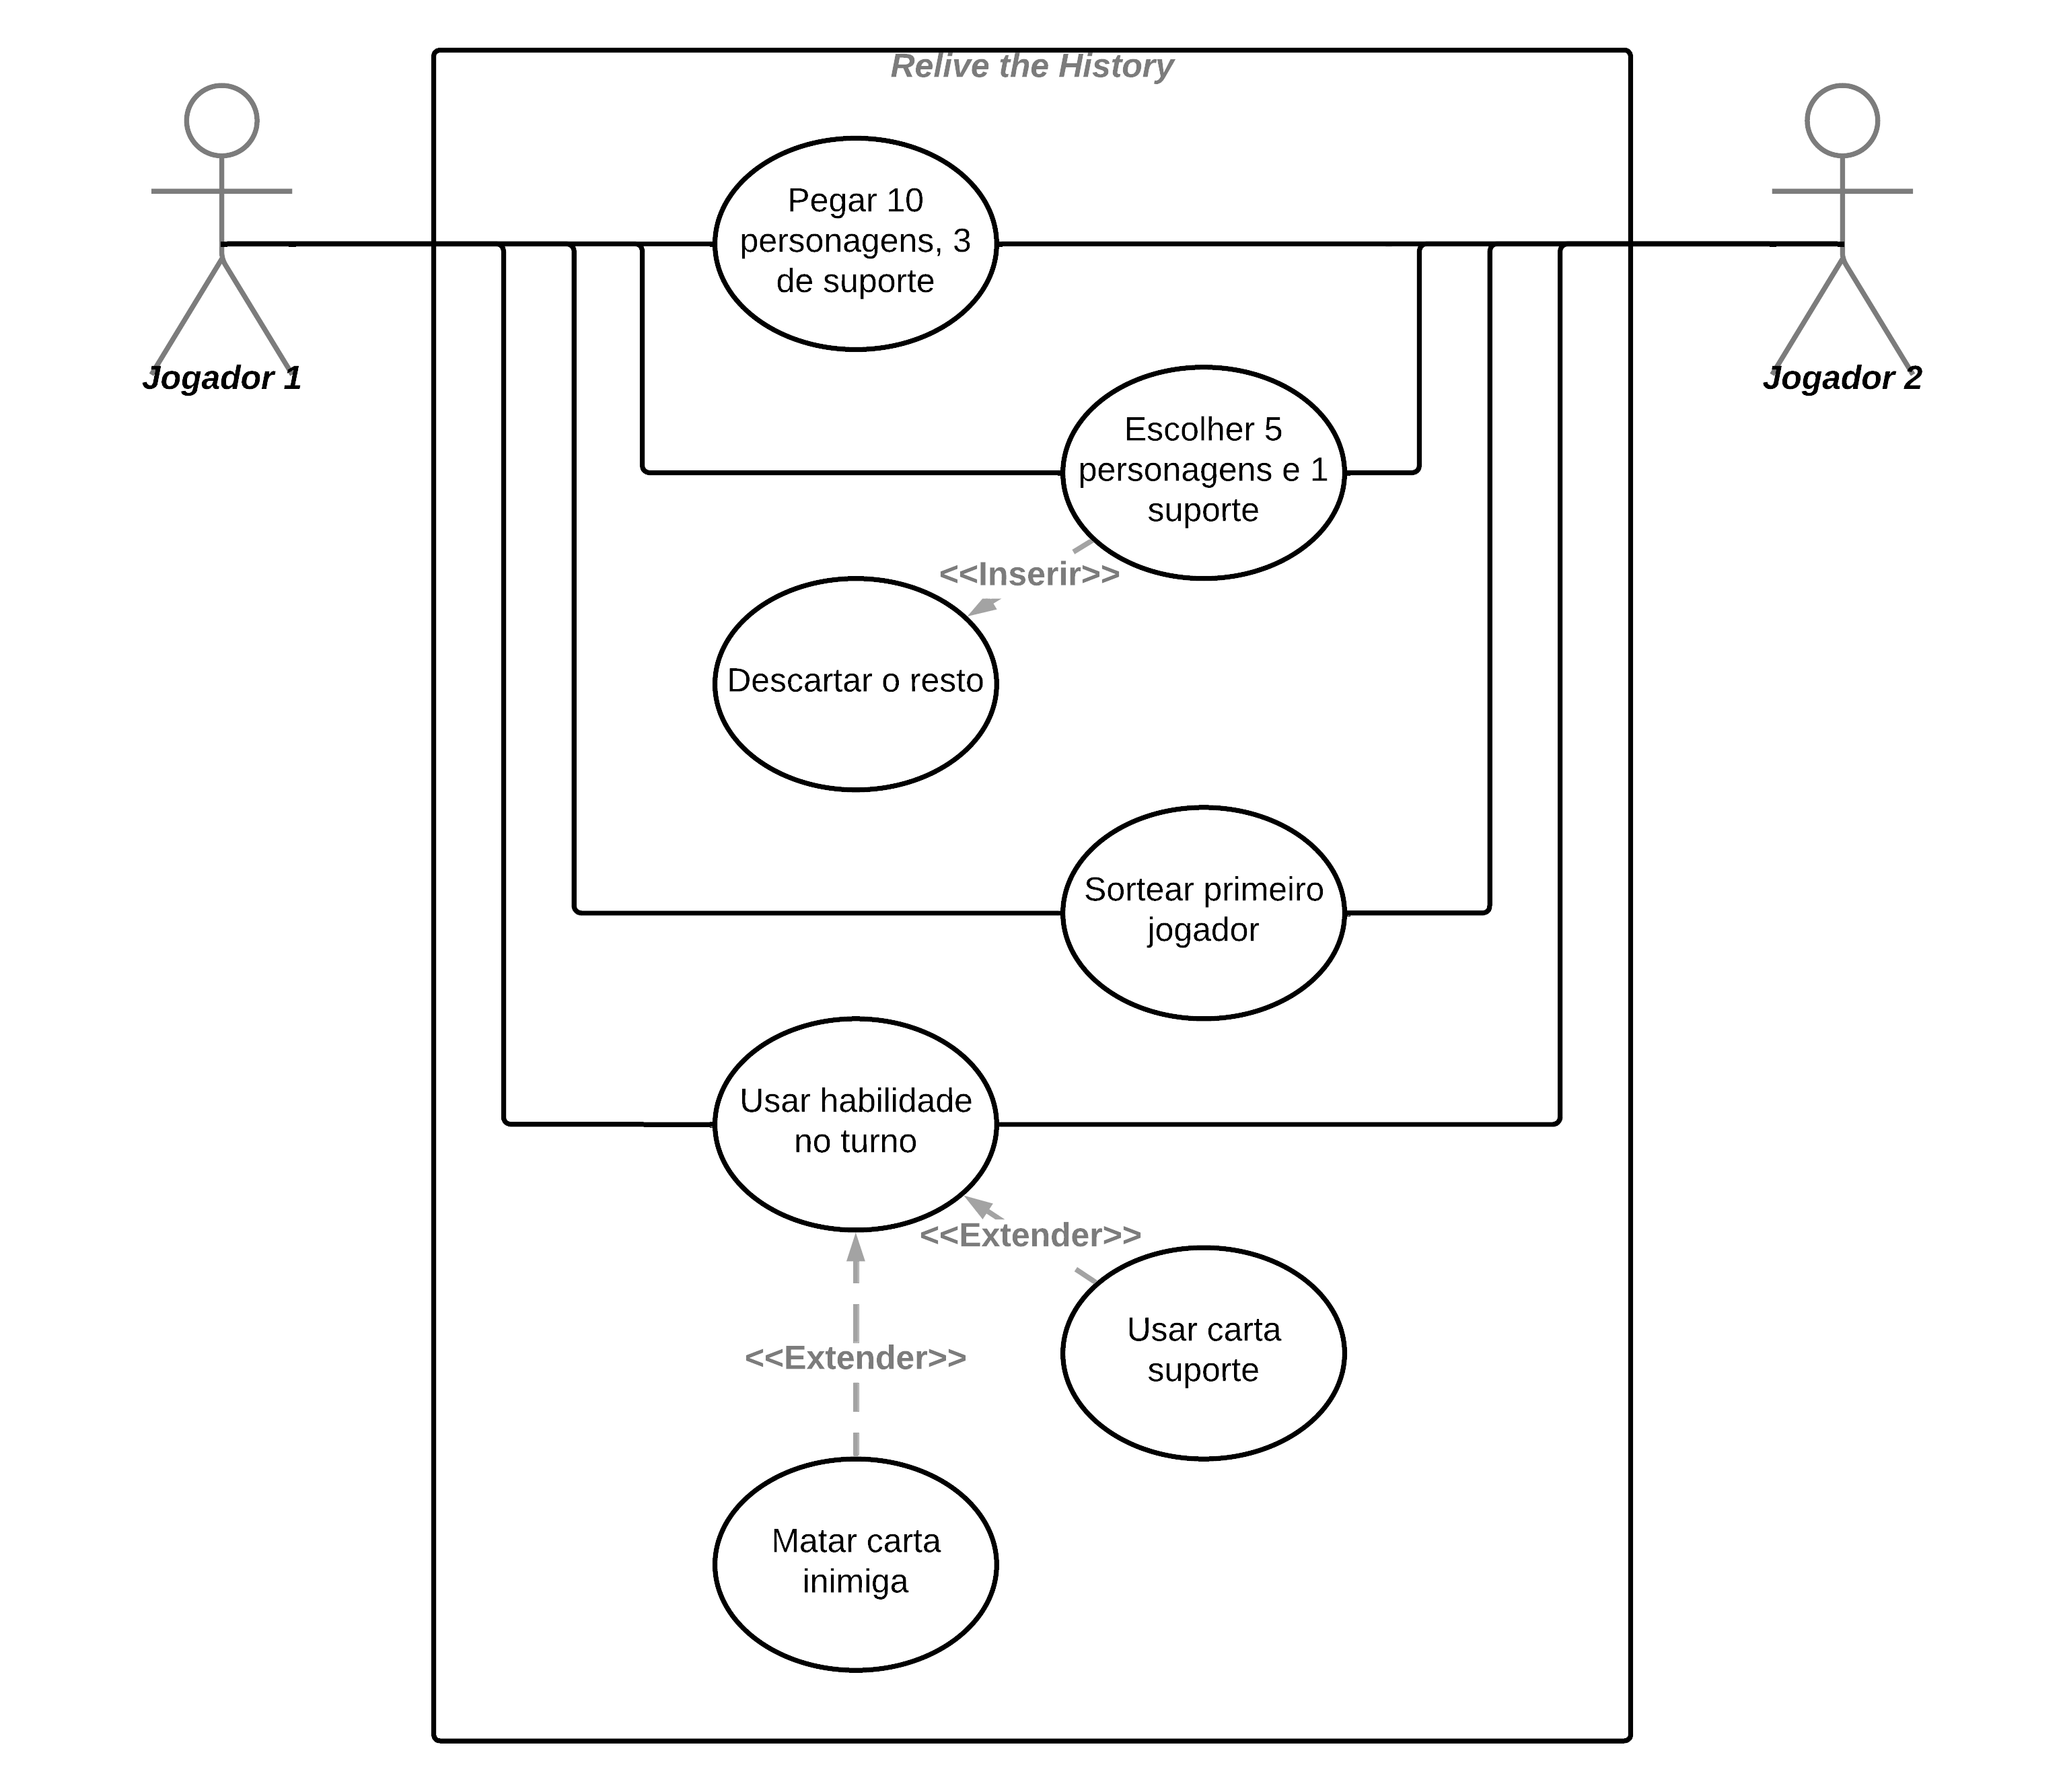 Relive the History
Jogador 1
Jogador 2
Pegar 10
personagens, 3
de suporte
Escolher 5
personagens e 1
suporte
<<Inserir>>
Descartar o resto
Sortear primeiro
jogador
Usar habilidade
no turno
<<Extender>>
Usar carta
suporte
<<Extender>>
Matar carta
inimiga